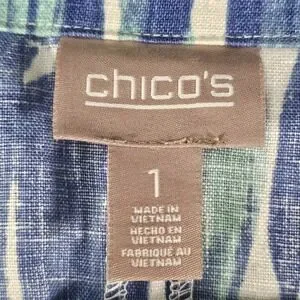 chico's
1
MADE IN
VIETNAM
HECHO EN
VIETNAM
FABRIQUÉ AU
VIETNAM